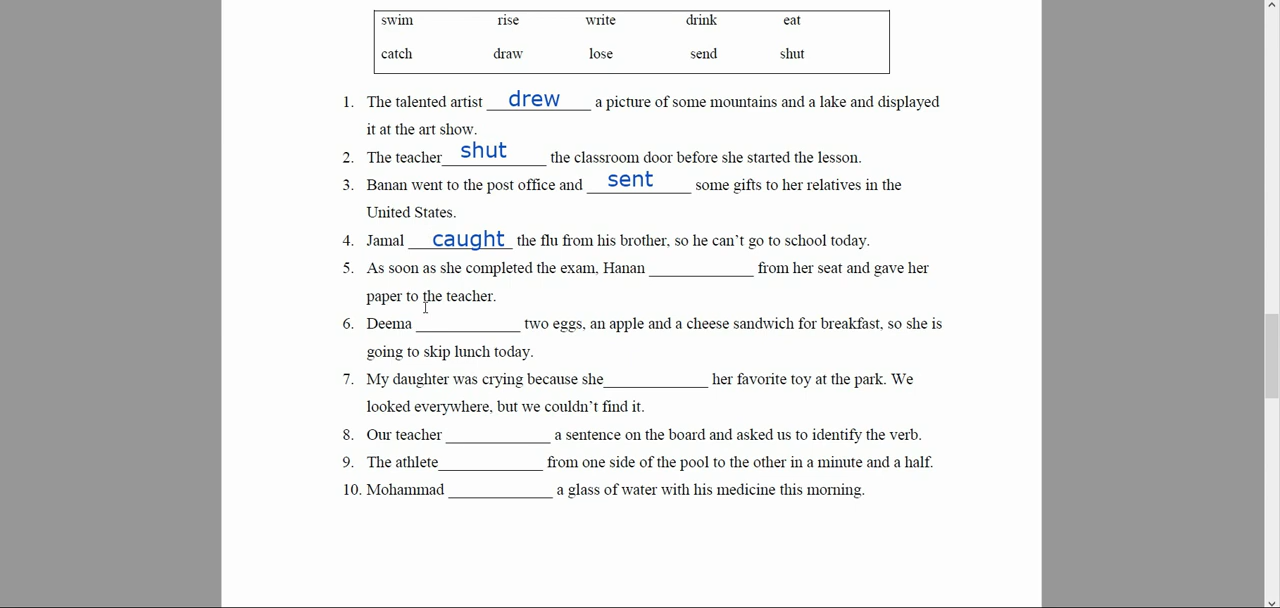 swim rise write drink eat
catch draw lose send shut
1. The talented artist drew a picture of some mountains and a lake and displayed
it at the art show.
2. The teacher shut the classroom door before she started the lesson.
3. Banan went to the post office and sent some gifts to her relatives in the
United States.
4. Jamal caught the flu from his brother, so he can't go to school today.
5. As soon as she completed the exam, Hanan _____________ from her seat and gave her
paper to the teacher.
6. Deema _____________ two eggs, an apple and a cheese sandwich for breakfast, so she is
going to skip lunch today.
7. My daughter was crying because she_____________ her favorite toy at the park. We
looked everywhere, but we couldn't find it.
8. Our teacher _____________ a sentence on the board and asked us to identify the verb.
9. The athlete_____________ from one side of the pool to the other in a minute and a half.
10. Mohammad _____________ a glass of water with his medicine this morning.